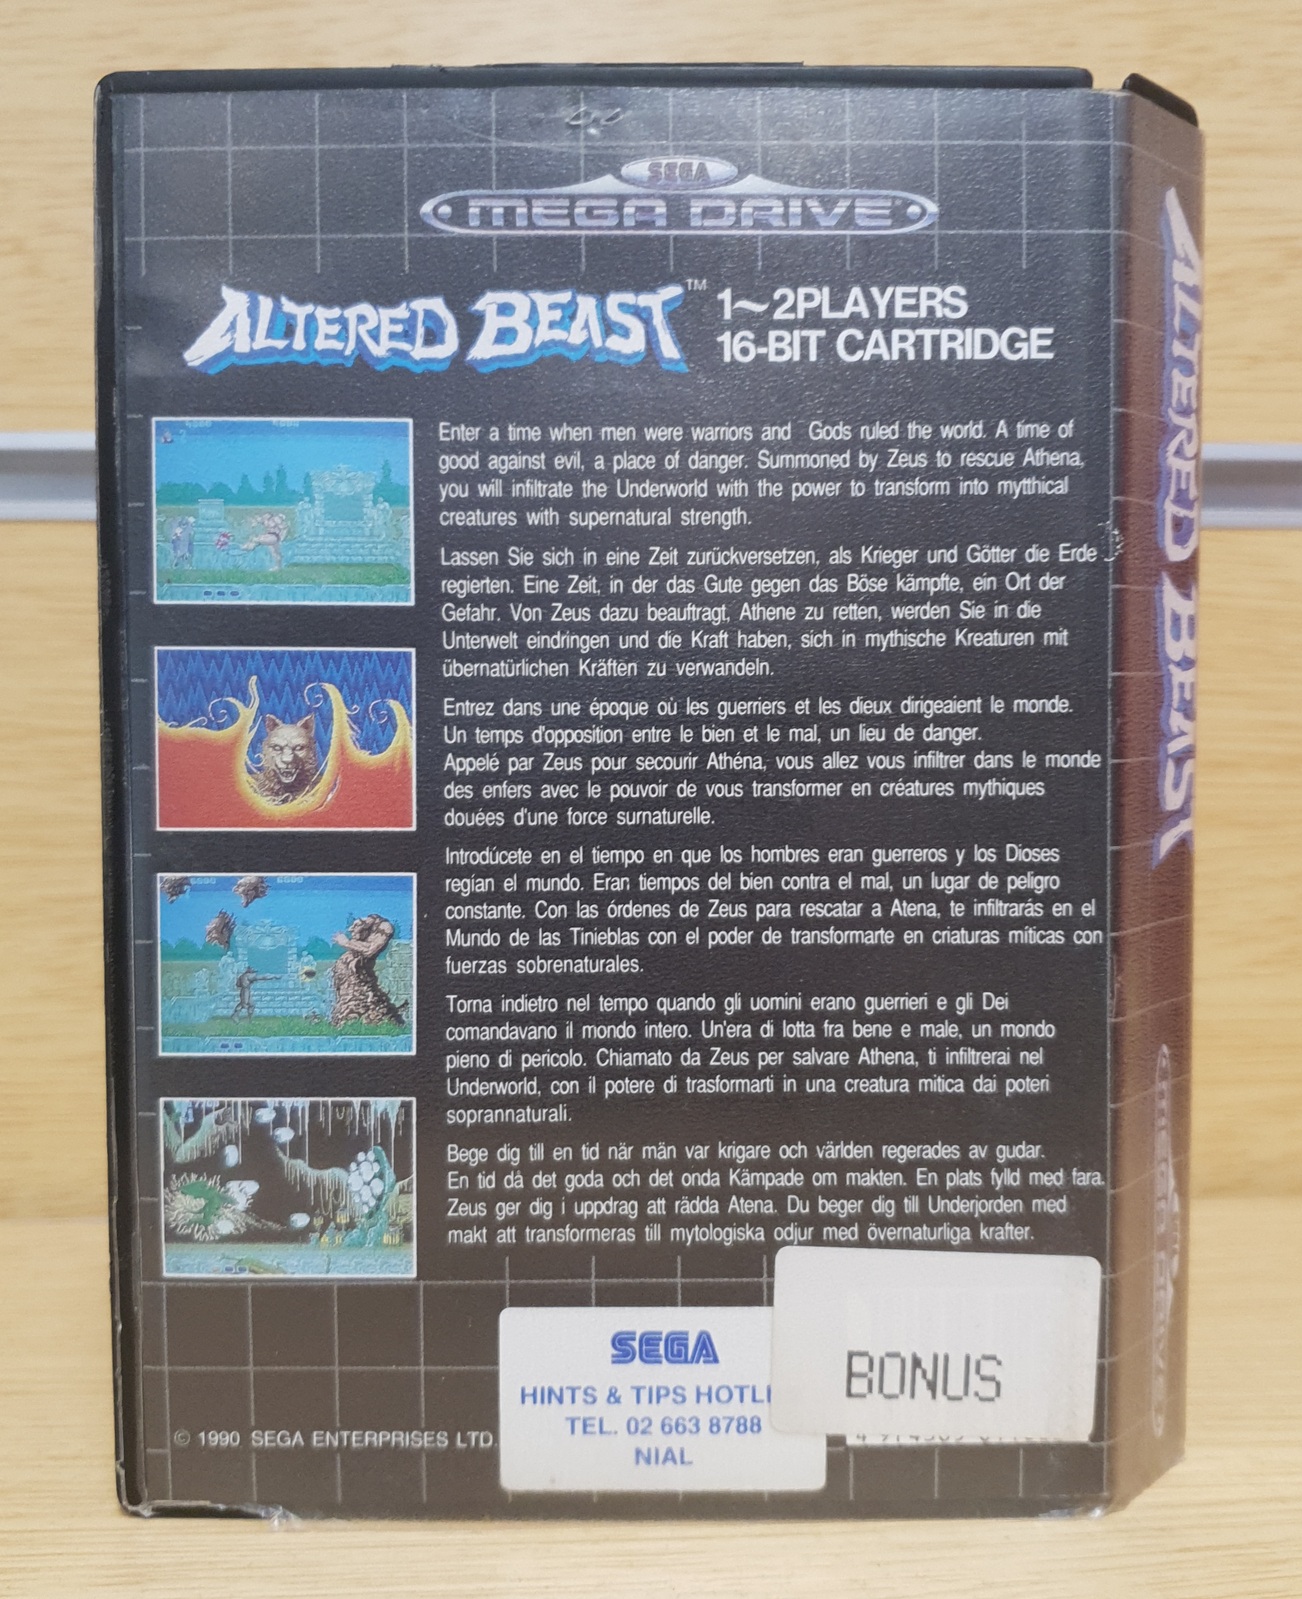 SEGA
MEGA DRIVE
ALTERED BEAST™
1~2PLAYERS
16-BIT CARTRIDGE
Enter a time when men were warriors and Gods ruled the world. A time of
good against evil, a place of danger. Summoned by Zeus to rescue Athena,
you will infiltrate the Underworld with the power to transform into mytthical
creatures with supernatural strength.
Lassen Sie sich in eine Zeit zurückversetzen, als Krieger und Götter die Erde
regierten. Eine Zeit, in der das Gute gegen das Böse kämpfte, ein Ort der
Gefahr. Von Zeus dazu beauftragt, Athene zu retten, werden Sie in die
Unterwelt eindringen und die Kraft haben, sich in mythische Kreaturen mit
übernatürlichen Kräften zu verwandeln.
Entrez dans une époque où les guerriers et les dieux dirigeaient le monde.
Un temps d'opposition entre le bien et le mal, un lieu de danger.
Appelé par Zeus pour secourir Athéna, vous allez vous infiltrer dans le monde
des enfers avec le pouvoir de vous transformer en créatures mythiques
douées d'une force surnaturelle.
Introdúcete en el tiempo en que los hombres eran guerreros y los Dioses
regían el mundo. Eran tiempos del bien contra el mal, un lugar de peligro
constante. Con las órdenes de Zeus para rescatar a Atena, te infiltrarás en el
Mundo de las Tinieblas con el poder de transformarte en criaturas míticas con
fuerzas sobrenaturales.
Torna indietro nel tempo quando gli uomini erano guerrieri e gli Dei
comandavano il mondo intero. Un'era di lotta fra bene e male, un mondo
pieno di pericolo. Chiamato da Zeus per salvare Athena, ti infiltrerai nel
Underworld, con il potere di trasformarti in una creatura mitica dai poteri
soprannaturali.
Bege dig till en tid när män var krigare och världen regerades av gudar.
En tid då det goda och det onda Kämpade om makten. En plats fylld med fara.
Zeus ger dig i uppdrag att rädda Atena. Du beger dig till Underjorden med
makt att transformeras till mytologiska odjur med övernaturliga krafter.
© 1990 SEGA ENTERPRISES LTD.
SEGA
HINTS & TIPS HOTLI
TEL. 02 663 8788
NIAL
BONUS
ALTERED BEAST
MEGA DRIVE